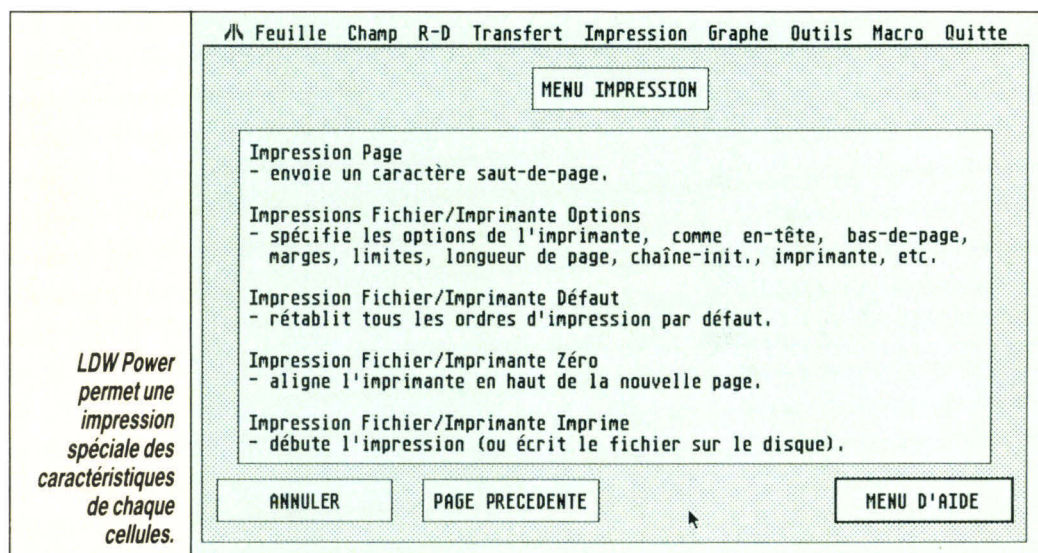 Feuille Champ R-D Transfert Impression Graphe Outils Macro Quitte
MENU IMPRESSION
Impression Page
- envoie un caractère saut-de-page.
Impressions Fichier/Imprimante Options
- spécifie les options de l'imprimante, comme en-tête, bas-de-page,
marges, limites, longueur de page, chaîne-init., imprimante, etc.
Impression Fichier/Imprimante Défaut
- rétablit tous les ordres d'impression par défaut.
Impression Fichier/Imprimante Zéro
- aligne l'imprimante en haut de la nouvelle page.
Impression Fichier/Imprimante Imprime
- débute l'impression (ou écrit le fichier sur le disque).
ANNULER PAGE PRECEDENTE MENU D'AIDE
LDW Power
permet une
impression
spéciale des
caractéristiques
de chaque
cellules.